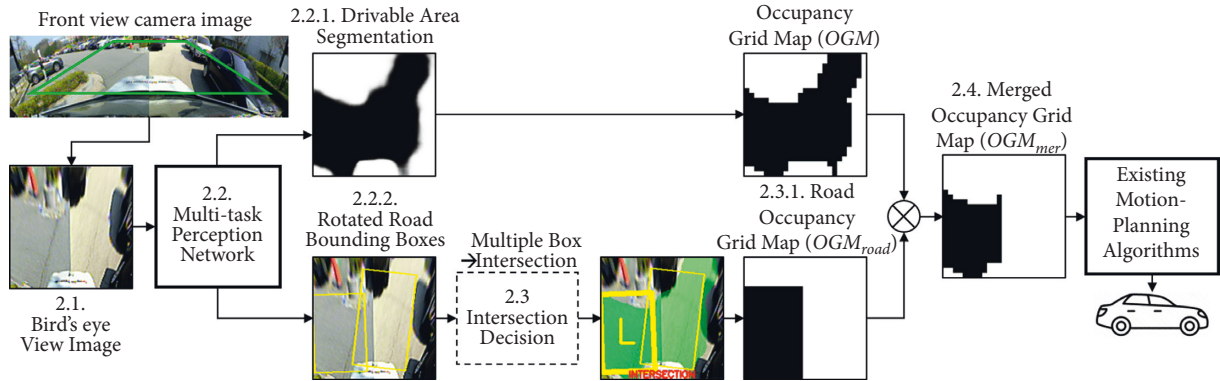 Front view camera image
2.2.1. Drivable Area
Segmentation
Occupancy
Grid Map (OGM)
2.4. Merged
Occupancy Grid
Map (OGMmer)
2.2.
Multi-task
Perception
Network
2.1.
Bird's eye
View Image
2.2.2.
Rotated Road
Bounding Boxes
Multiple Box
→Intersection
2.3
Intersection
Decision
L
INTERSECTION
2.3.1. Road
Occupancy
Grid Map (OGMroad)
Existing
Motion-
Planning
Algorithms